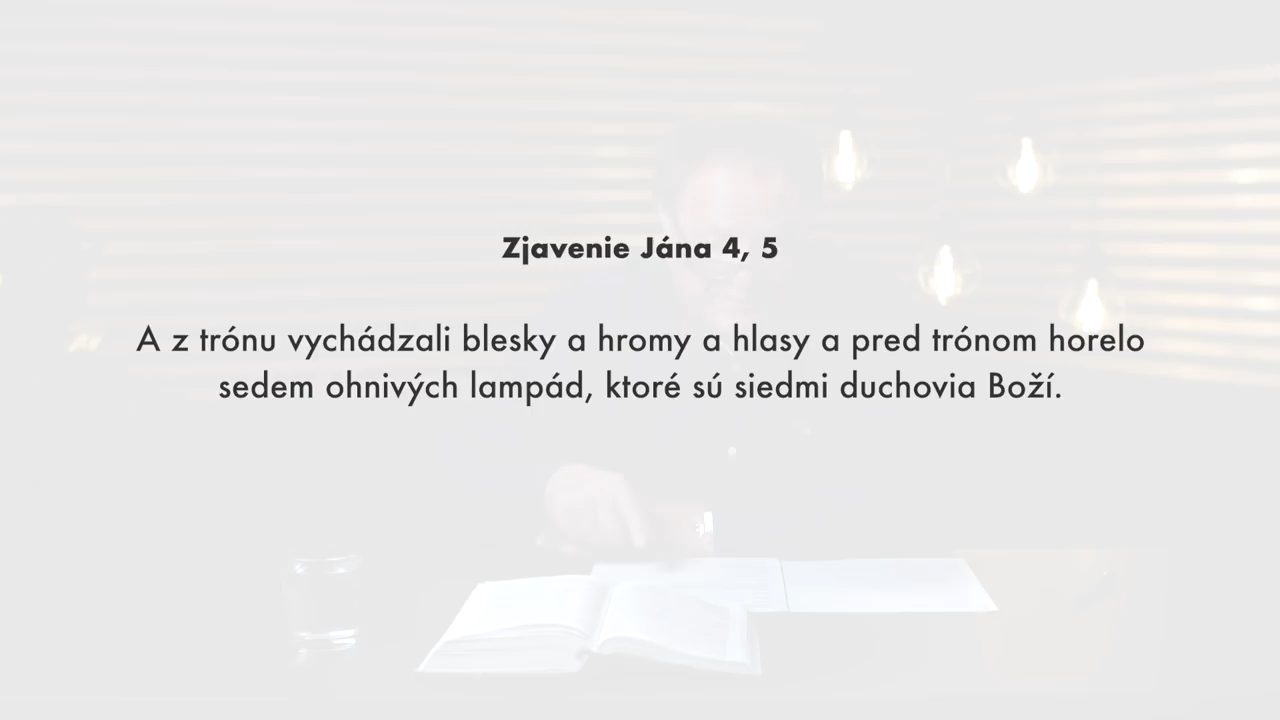 Zjavenie Jána 4, 5
A z trónu vychádzali blesky a hromy a hlasy a pred trónom horelo
sedem ohnivých lampád, ktoré sú siedmi duchovia Boží.